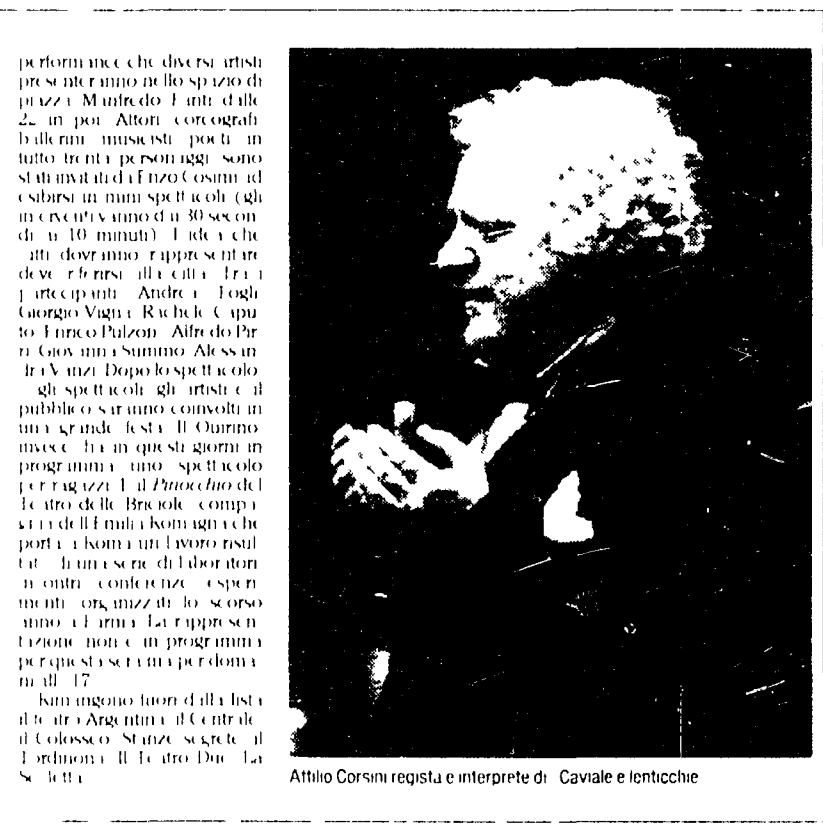 performance che diversi artisti
presenteranno nello spazio di
piazza Manfredo Fanti dalle
22 in poi Attori coreografi
ballerini musicisti poeti in
tutto trenta personaggi sono
stati invitati da Enzo Cosimi ad
esibirsi in mini spettacoli (gli
interventi vanno dai 30 secon
di ai 10 minuti) L idea che
tutti dovranno rappresentare
deve riferirsi alla città Tra i
partecipanti Andrea Fogli
Giorgio Vigna Rachele Capu
to Enrico Pulzoni Alfredo Pir
ri Giovanna Summo Alessan
dra Vanzi Dopo lo spettacolo
gli spettacoli gli artisti e il
pubblico saranno coinvolti in
una grande festa Il Quirino
invece ha in questi giorni in
programma uno spettacolo
per ragazzi È il Pinocchio del
Teatro delle Briciole compa
gnia dell Emilia Romagna che
porta a Roma un lavoro risul
tato di una serie di laboratori
incontri conferenze esperi
menti organizzati lo scorso
anno a Parma La rappresen
tazione non è in programma
per questa sera ma per doma
ni alle 17
Rimangono fuori dalla lista
il teatro Argentina il Centrale
il Colosseo Stanze segrete il
Tordinona Il Teatro Due La
Scaletta
Attilio Corsini regista e interprete di Caviale e lenticchie